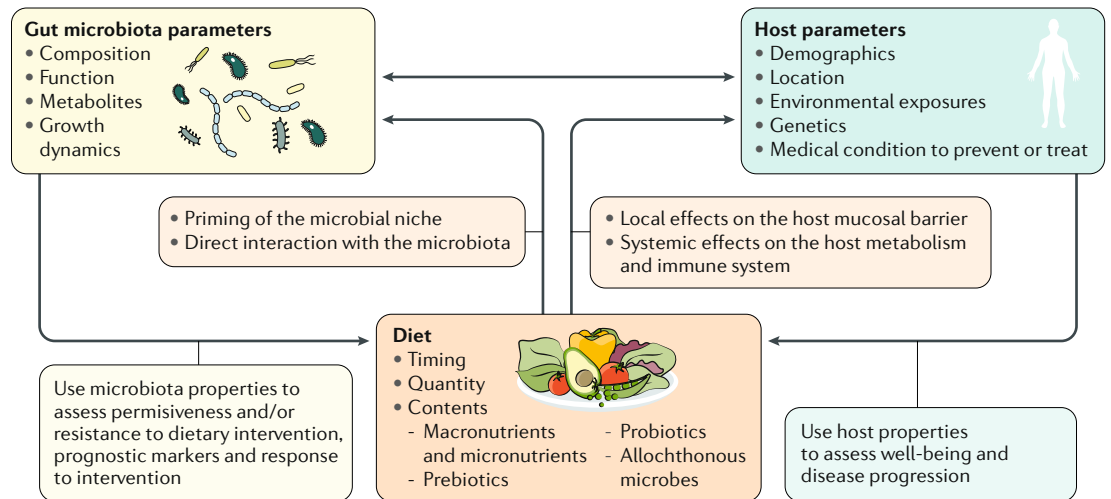 Gut microbiota parameters
• Composition
• Function
• Metabolites
• Growth
dynamics
Host parameters
• Demographics
• Location
• Environmental exposures
• Genetics
• Medical condition to prevent or treat
• Priming of the microbial niche
• Direct interaction with the microbiota
• Local effects on the host mucosal barrier
• Systemic effects on the host metabolism
and immune system
Diet
• Timing
• Quantity
• Contents
- Macronutrients
and micronutrients
- Prebiotics
- Probiotics
- Allochthonous
microbes
Use microbiota properties to
assess permisiveness and/or
resistance to dietary intervention,
prognostic markers and response
to intervention
Use host properties
to assess well-being and
disease progression